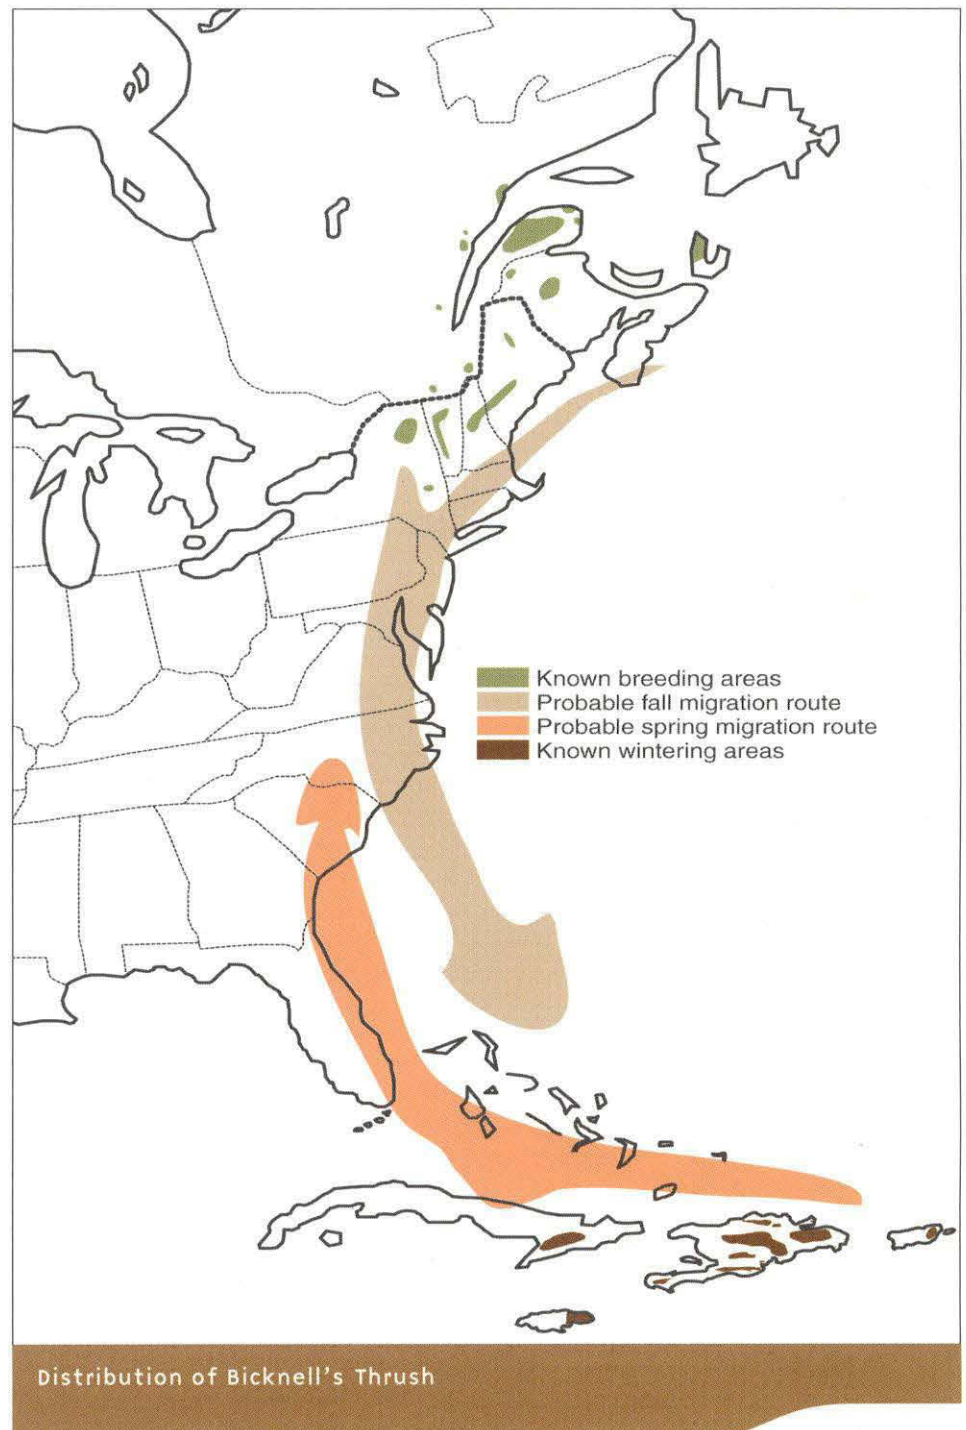 Known breeding areas
Probable fall migration route
Probable spring migration route
Known wintering areas
Distribution of Bicknell's Thrush